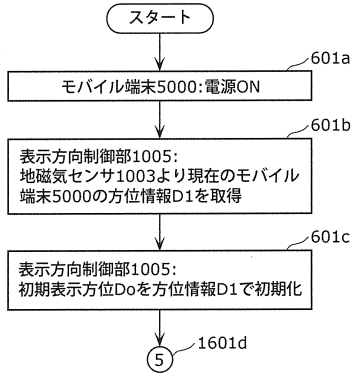 スタート
601a
モバイル端末5000:電源ON
601b
表示方向制御部1005:
地磁気センサ1003より現在のモバイル
端末5000の方位情報D1を取得
601c
表示方向制御部1005:
初期表示方位Doを方位情報D1で初期化
5
1601d